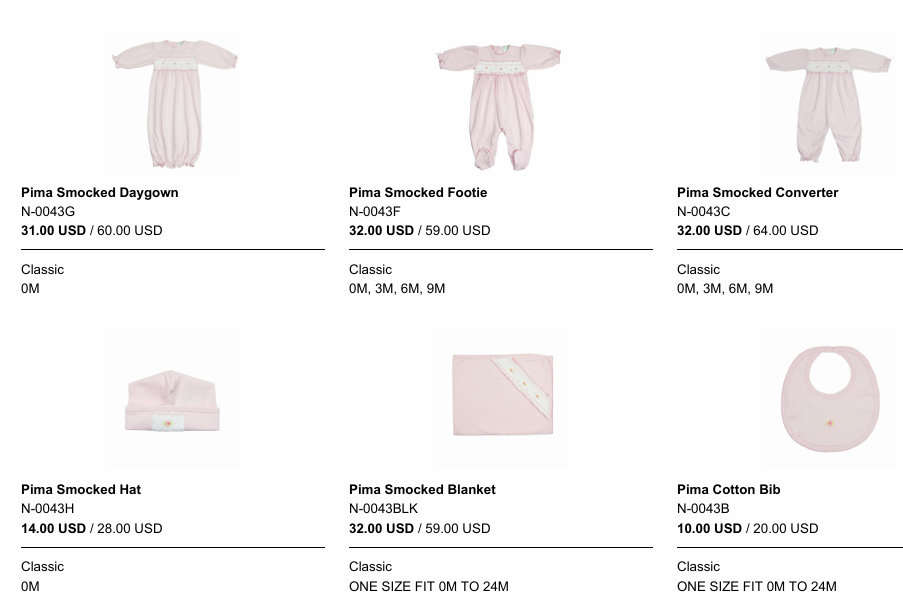 Pima Smocked Daygown
N-0043G
31.00 USD / 60.00 USD
Classic
0M
Pima Smocked Footie
N-0043F
32.00 USD / 59.00 USD
Classic
0M, 3M, 6M, 9M
Pima Smocked Converter
N-0043C
32.00 USD / 64.00 USD
Classic
0M, 3M, 6M, 9M
Pima Smocked Hat
N-0043H
14.00 USD / 28.00 USD
Classic
0M
Pima Smocked Blanket
N-0043BLK
32.00 USD / 59.00 USD
Classic
ONE SIZE FIT 0M TO 24M
Pima Cotton Bib
N-0043B
10.00 USD / 20.00 USD
Classic
ONE SIZE FIT 0M TO 24M